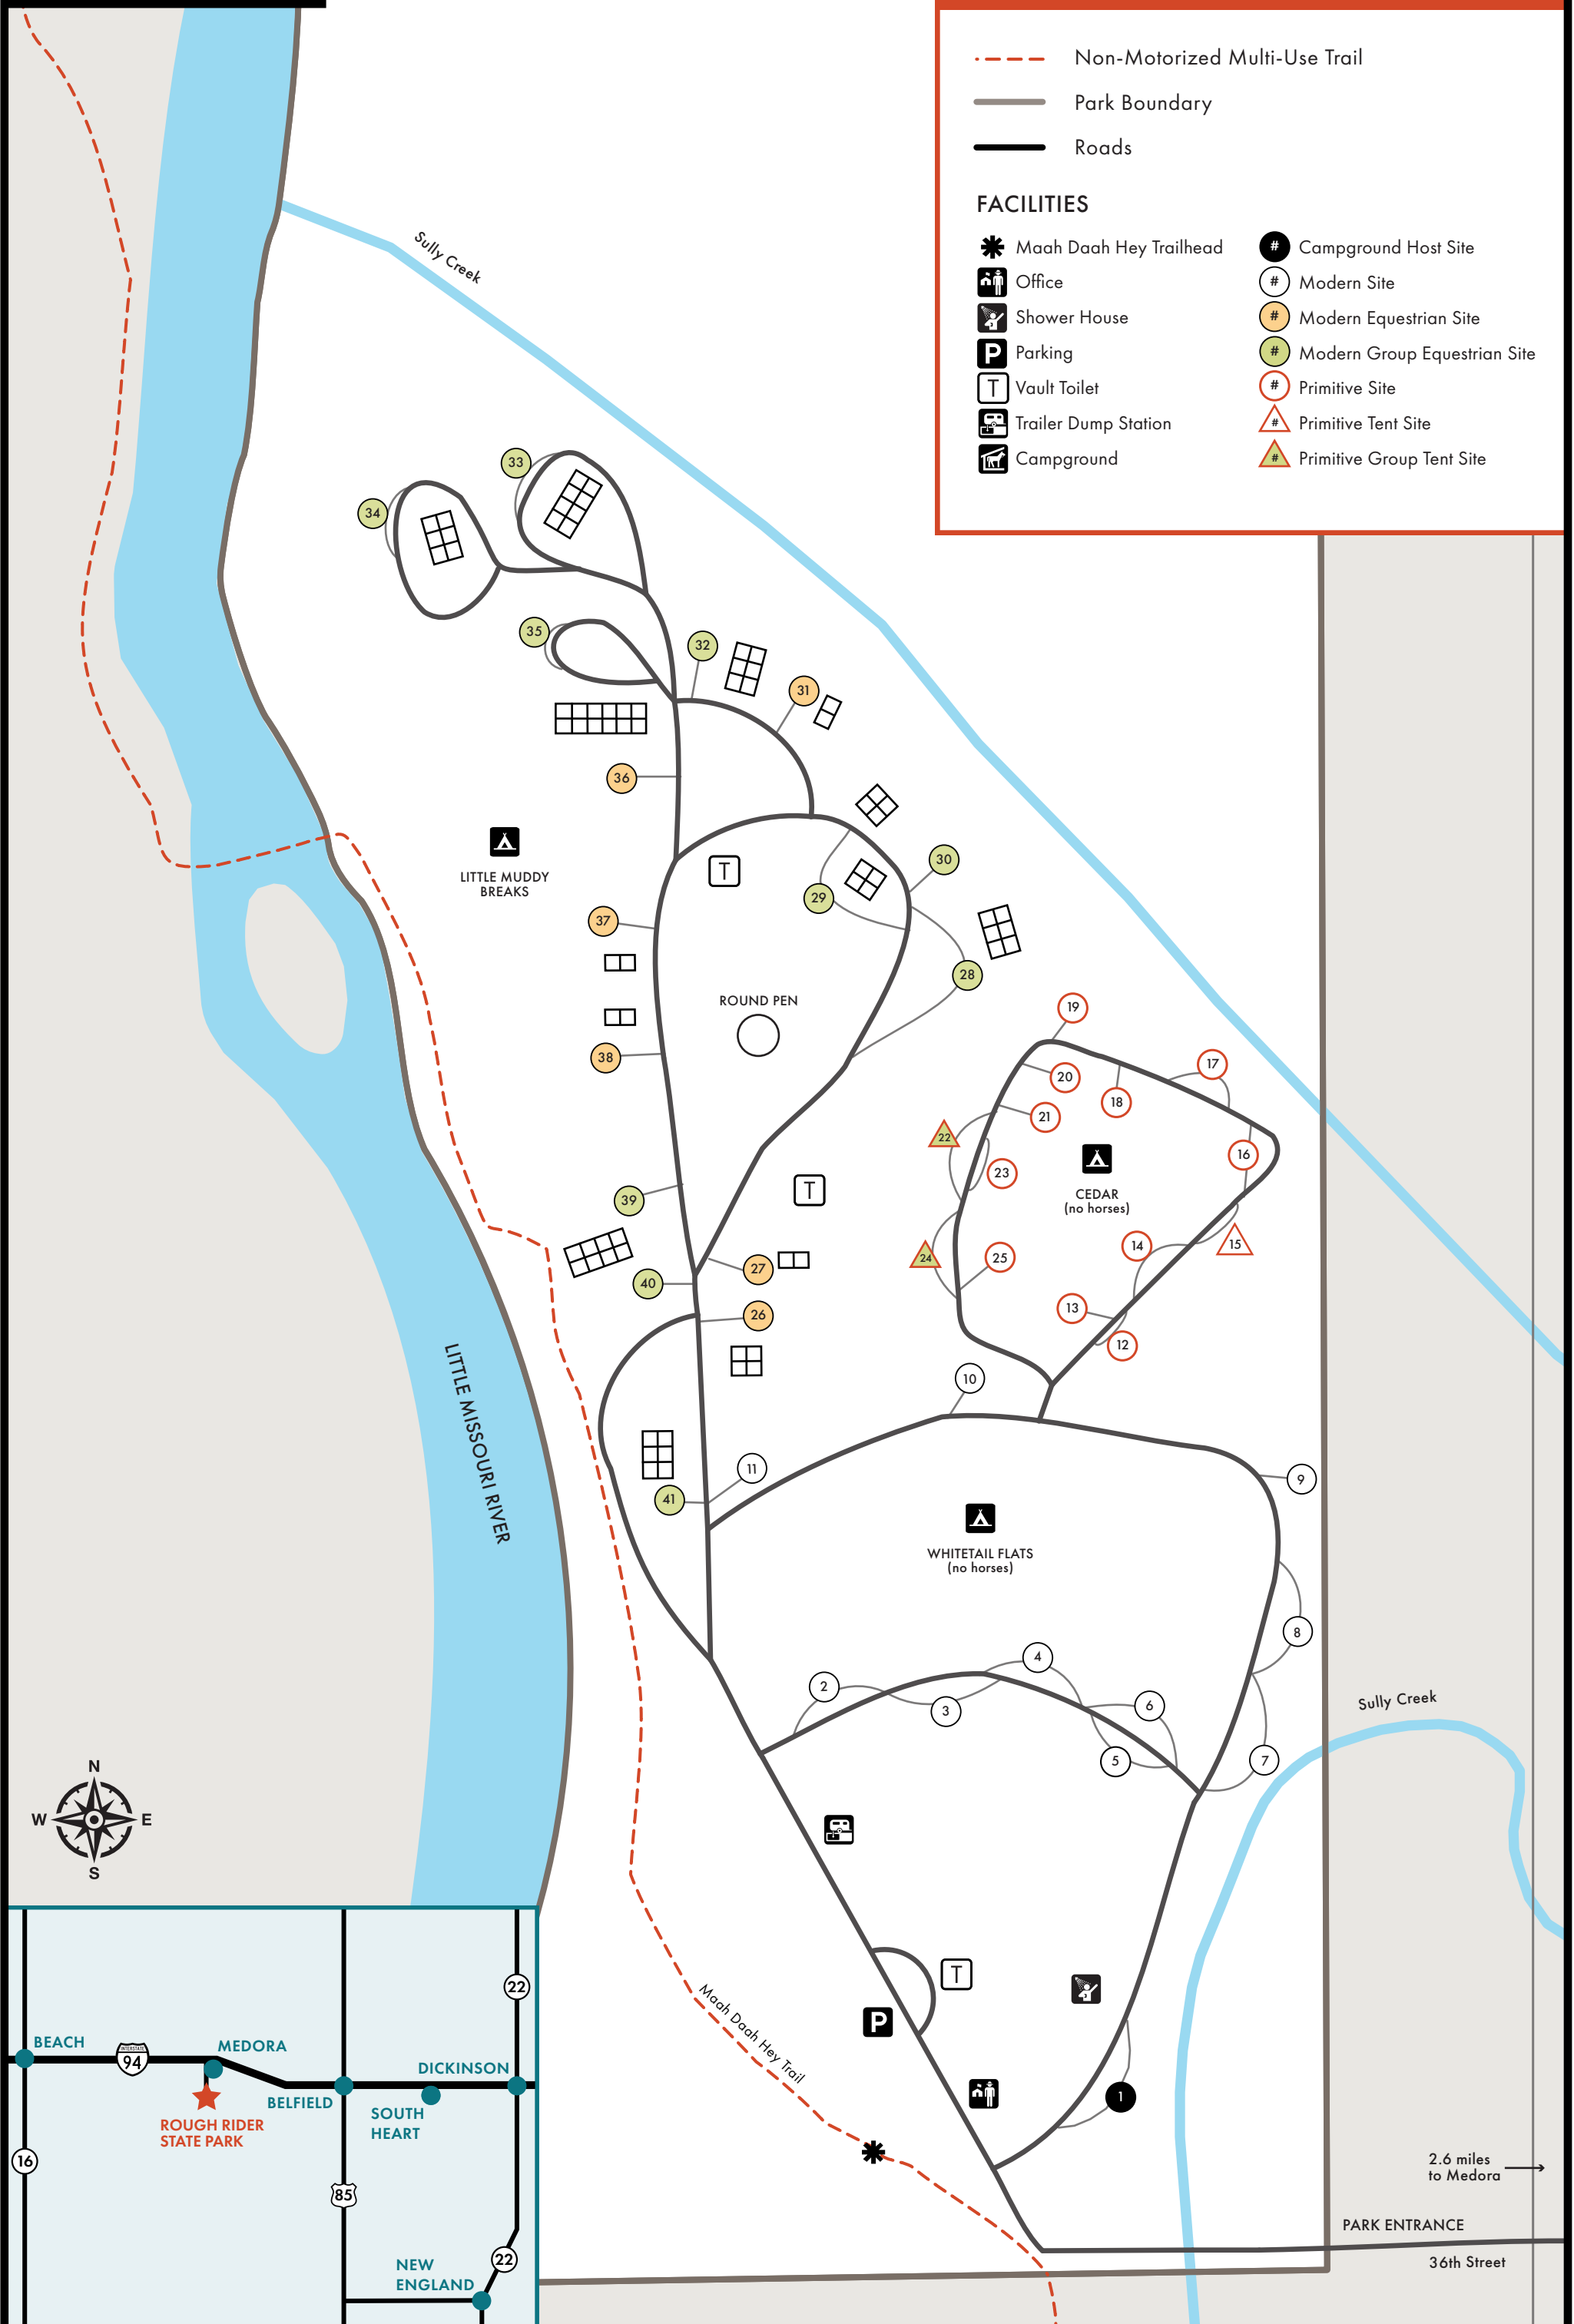 Non-Motorized Multi-Use Trail
Park Boundary
Roads
FACILITIES
Maah Daah Hey Trailhead
Office
Shower House
P Parking
T Vault Toilet
Trailer Dump Station
Campground
# Campground Host Site
# Modern Site
# Modern Equestrian Site
# Modern Group Equestrian Site
# Primitive Site
# Primitive Tent Site
# Primitive Group Tent Site
Sully Creek
33
34
35
32
31
36
LITTLE MUDDY
BREAKS
T
30
29
37
28
ROUND PEN
38
19
20
17
18
21
22
16
23
CEDAR
(no horses)
T
39
14
15
24
25
27
40
13
26
12
10
LITTLE MISSOURI RIVER
11
9
41
WHITETAIL FLATS
(no horses)
8
4
2
3
6
5
7
Sully Creek
N
W
E
S
T
P
Maah Daah Hey Trail
1
2.6 miles
to Medora
PARK ENTRANCE
36th Street
22
BEACH
INTERSTATE
94
MEDORA
DICKINSON
BELFIELD
SOUTH
HEART
ROUGH RIDER
STATE PARK
16
85
22
NEW
ENGLAND